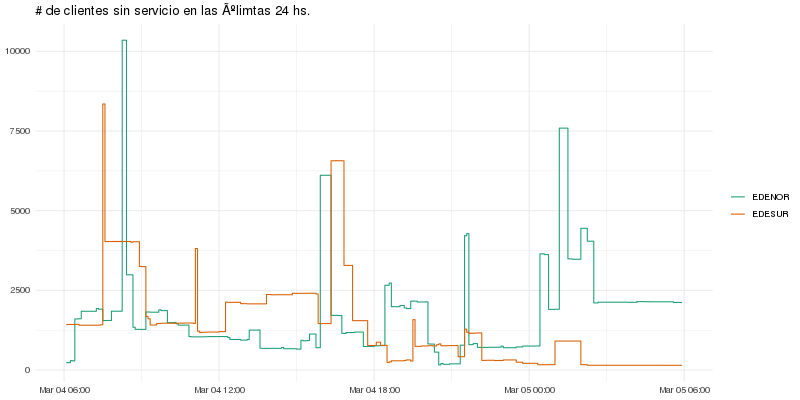 # de clientes sin servicio en las Ãºlimtas 24 hs.
10000
7500
5000
2500
0
Mar 04 06:00
Mar 04 12:00
Mar 04 18:00
Mar 05 00:00
Mar 05 06:00
EDENOR
EDESUR